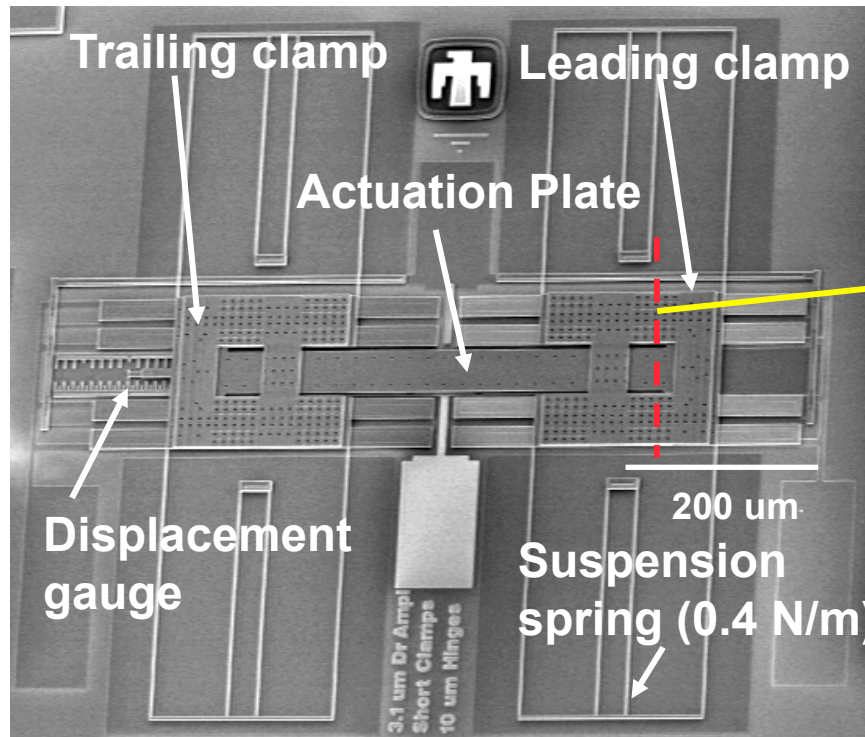 Trailing clamp
Leading clamp
Actuation Plate
200 um
Displacement
gauge
Suspension
spring (0.4 N/m)
3.1 um Dr Ampl
Short Clamps
10 um Hinges